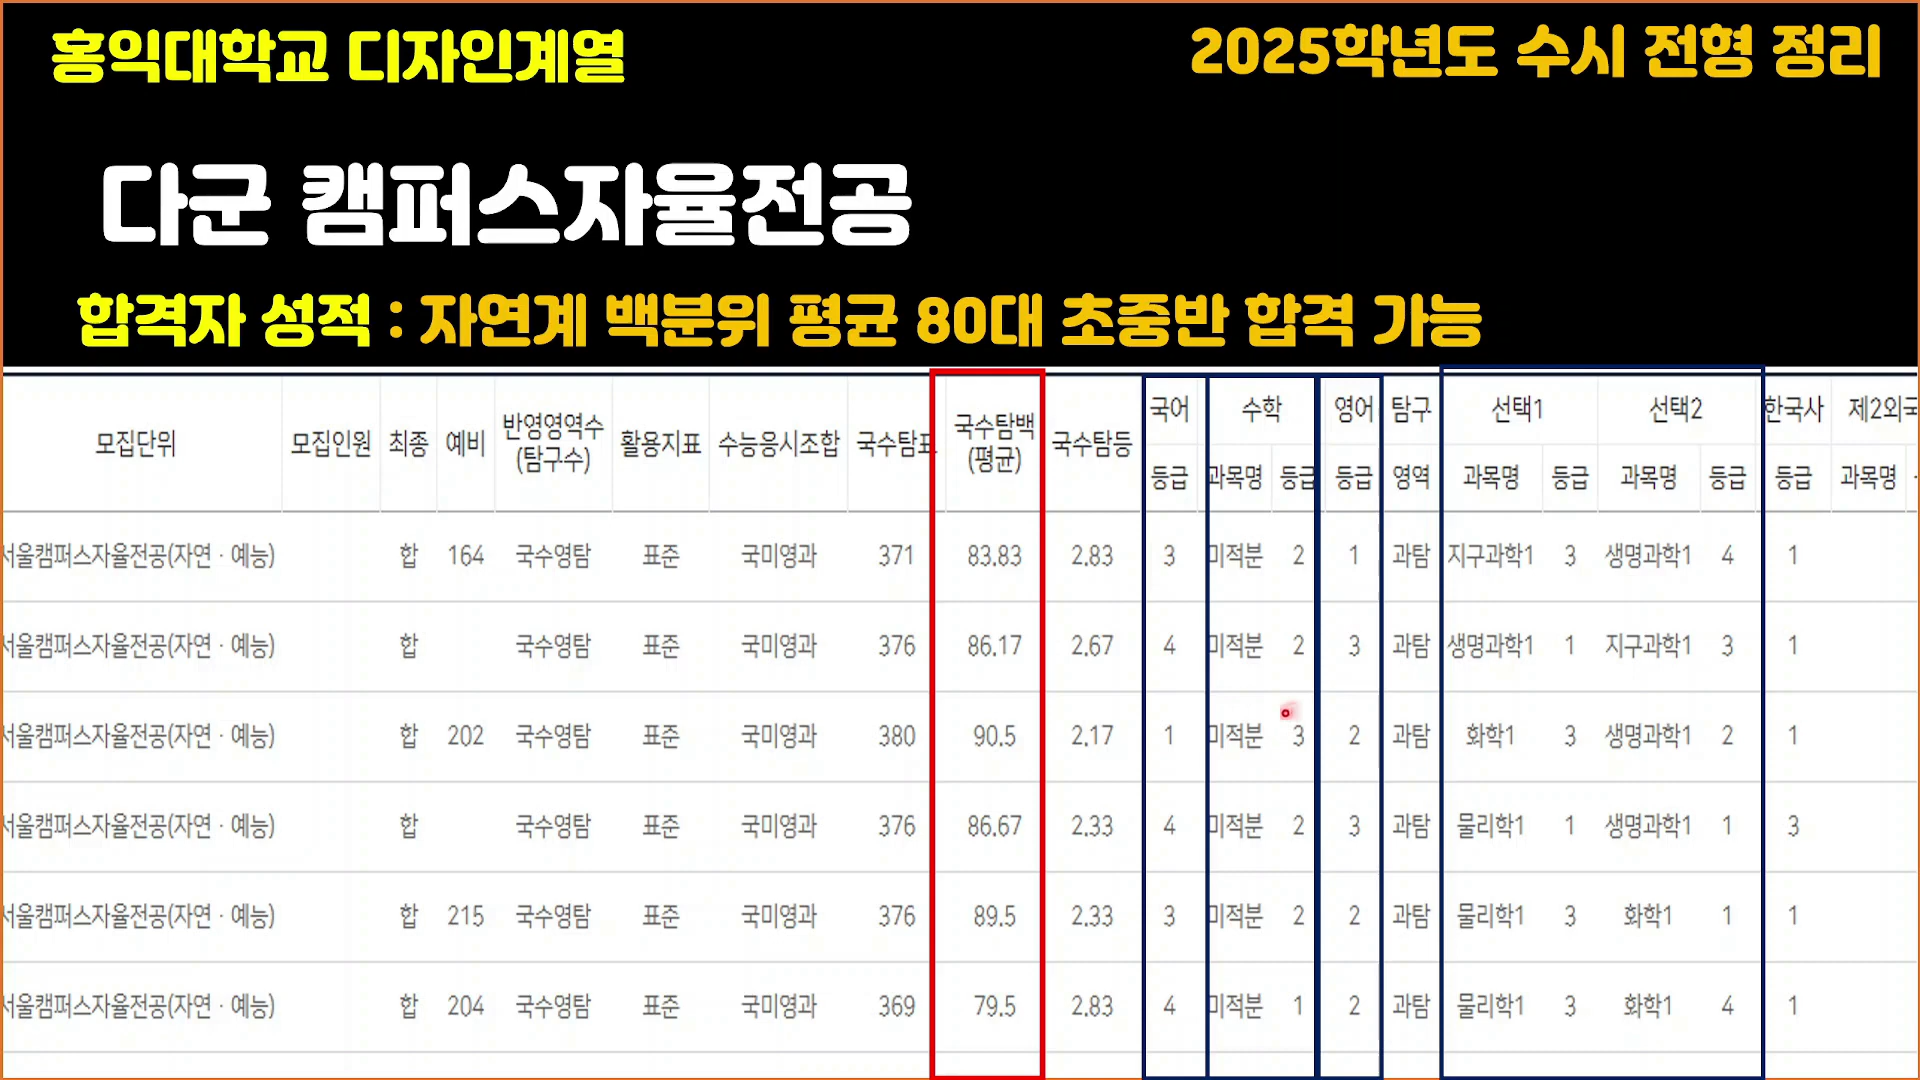 홍익대학교 디자인계열
2025학년도 수시 전형 정리
다군 캠퍼스자율전공
합격자 성적 : 자연계 백분위 평균 80대 초중반 합격 가능
모집단위 모집인원 최종 예비 반영영역수 (탐구수) 활용지표 수능응시조합 국수탐표 국수탐백 (평균) 국수탐등 국어 수학 영어 탐구 선택1 선택2 한국사 제2외국
등급 과목명 등급 등급 영역 과목명 등급 과목명 등급 등급 과목명
서울캠퍼스자율전공(자연·예능) 합 164 국수영탐 표준 국미영과 371 83.83 2.83 3 미적분 2 1 과탐 지구과학1 3 생명과학1 4 1
서울캠퍼스자율전공(자연·예능) 합 국수영탐 표준 국미영과 376 86.17 2.67 4 미적분 2 3 과탐 생명과학1 1 지구과학1 3 1
서울캠퍼스자율전공(자연·예능) 합 202 국수영탐 표준 국미영과 380 90.5 2.17 1 미적분 3 2 과탐 화학1 3 생명과학1 2 1
서울캠퍼스자율전공(자연·예능) 합 국수영탐 표준 국미영과 376 86.67 2.33 4 미적분 2 3 과탐 물리학1 1 생명과학1 1 3
서울캠퍼스자율전공(자연·예능) 합 215 국수영탐 표준 국미영과 376 89.5 2.33 3 미적분 2 2 과탐 물리학1 3 화학1 1 1
서울캠퍼스자율전공(자연·예능) 합 204 국수영탐 표준 국미영과 369 79.5 2.83 4 미적분 1 2 과탐 물리학1 3 화학1 4 1